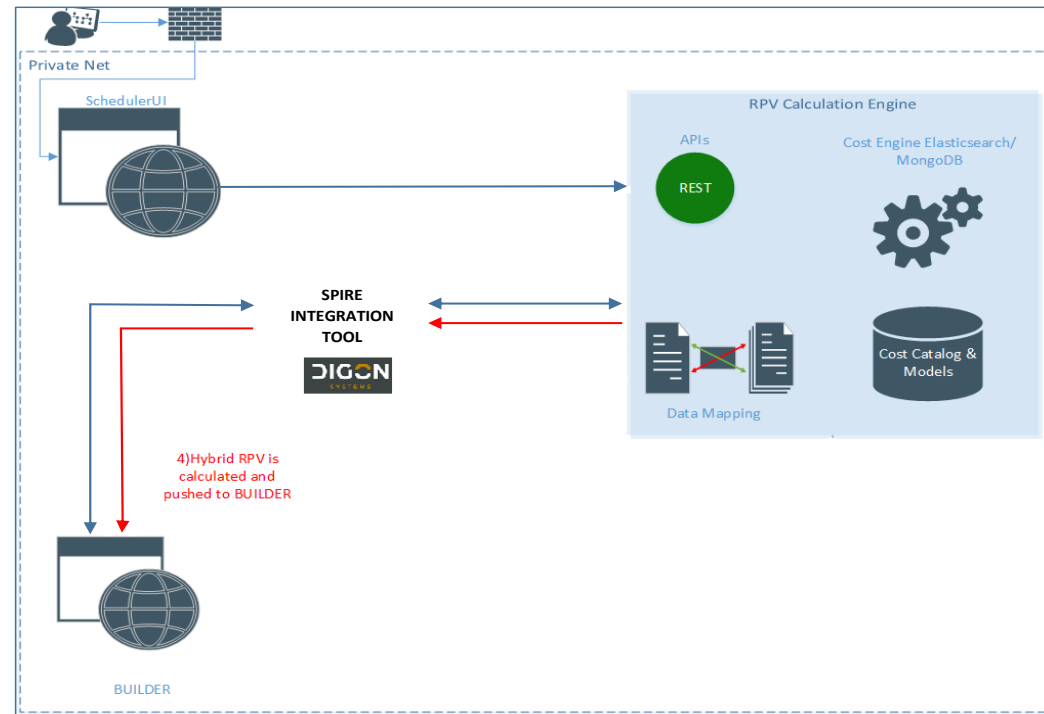 Private Net
SchedulerUI
RPV Calculation Engine
APIs
REST
Cost Engine Elasticsearch/
MongoDB
SPIRE
INTEGRATION
TOOL
DIGON
SYSTEMS
Cost Catalog &
Models
Data Mapping
4)Hybrid RPV is
calculated and
pushed to BUILDER
BUILDER